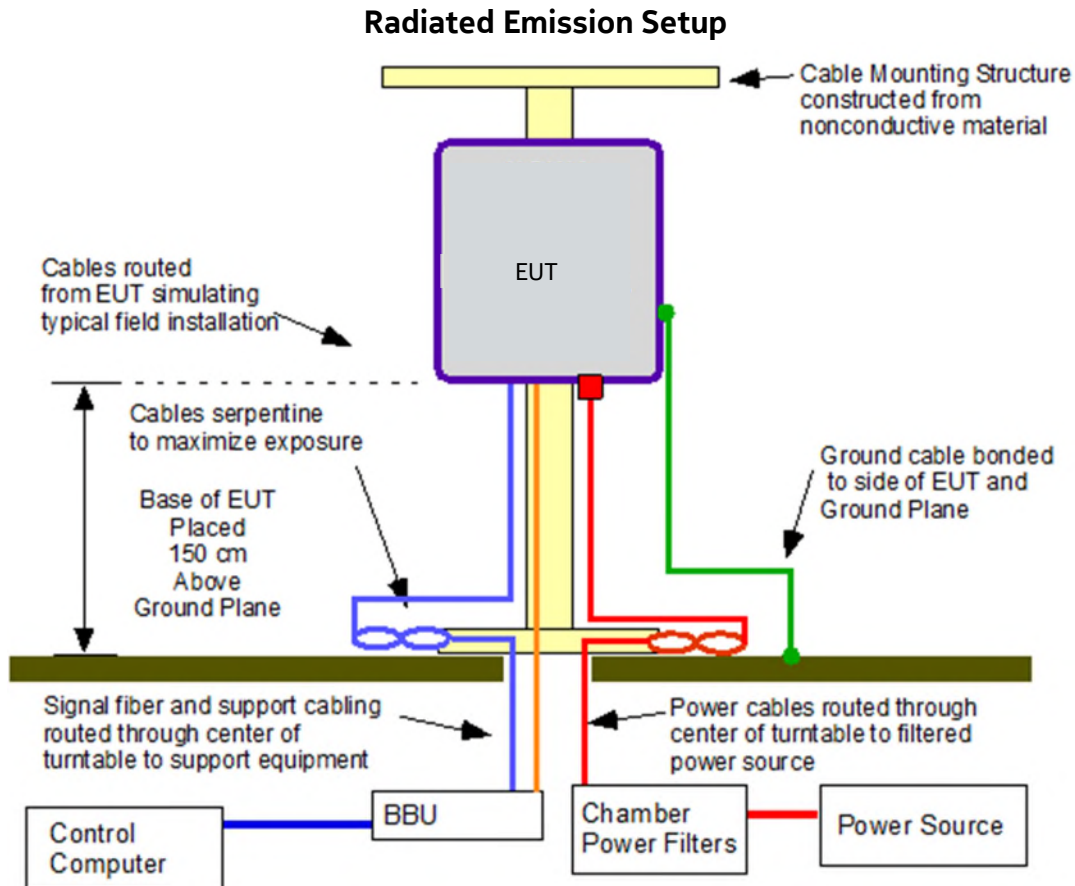 Radiated Emission Setup
Cable Mounting Structure
constructed from
nonconductive material
EUT
Cables routed
from EUT simulating
typical field installation
Cables serpentine
to maximize exposure
Base of EUT
Placed
150 cm
Above
Ground Plane
Ground cable bonded
to side of EUT and
Ground Plane
Signal fiber and support cabling
routed through center of
turntable to support equipment
Power cables routed through
center of turntable to filtered
power source
Control
Computer
BBU
Chamber
Power Filters
Power Source